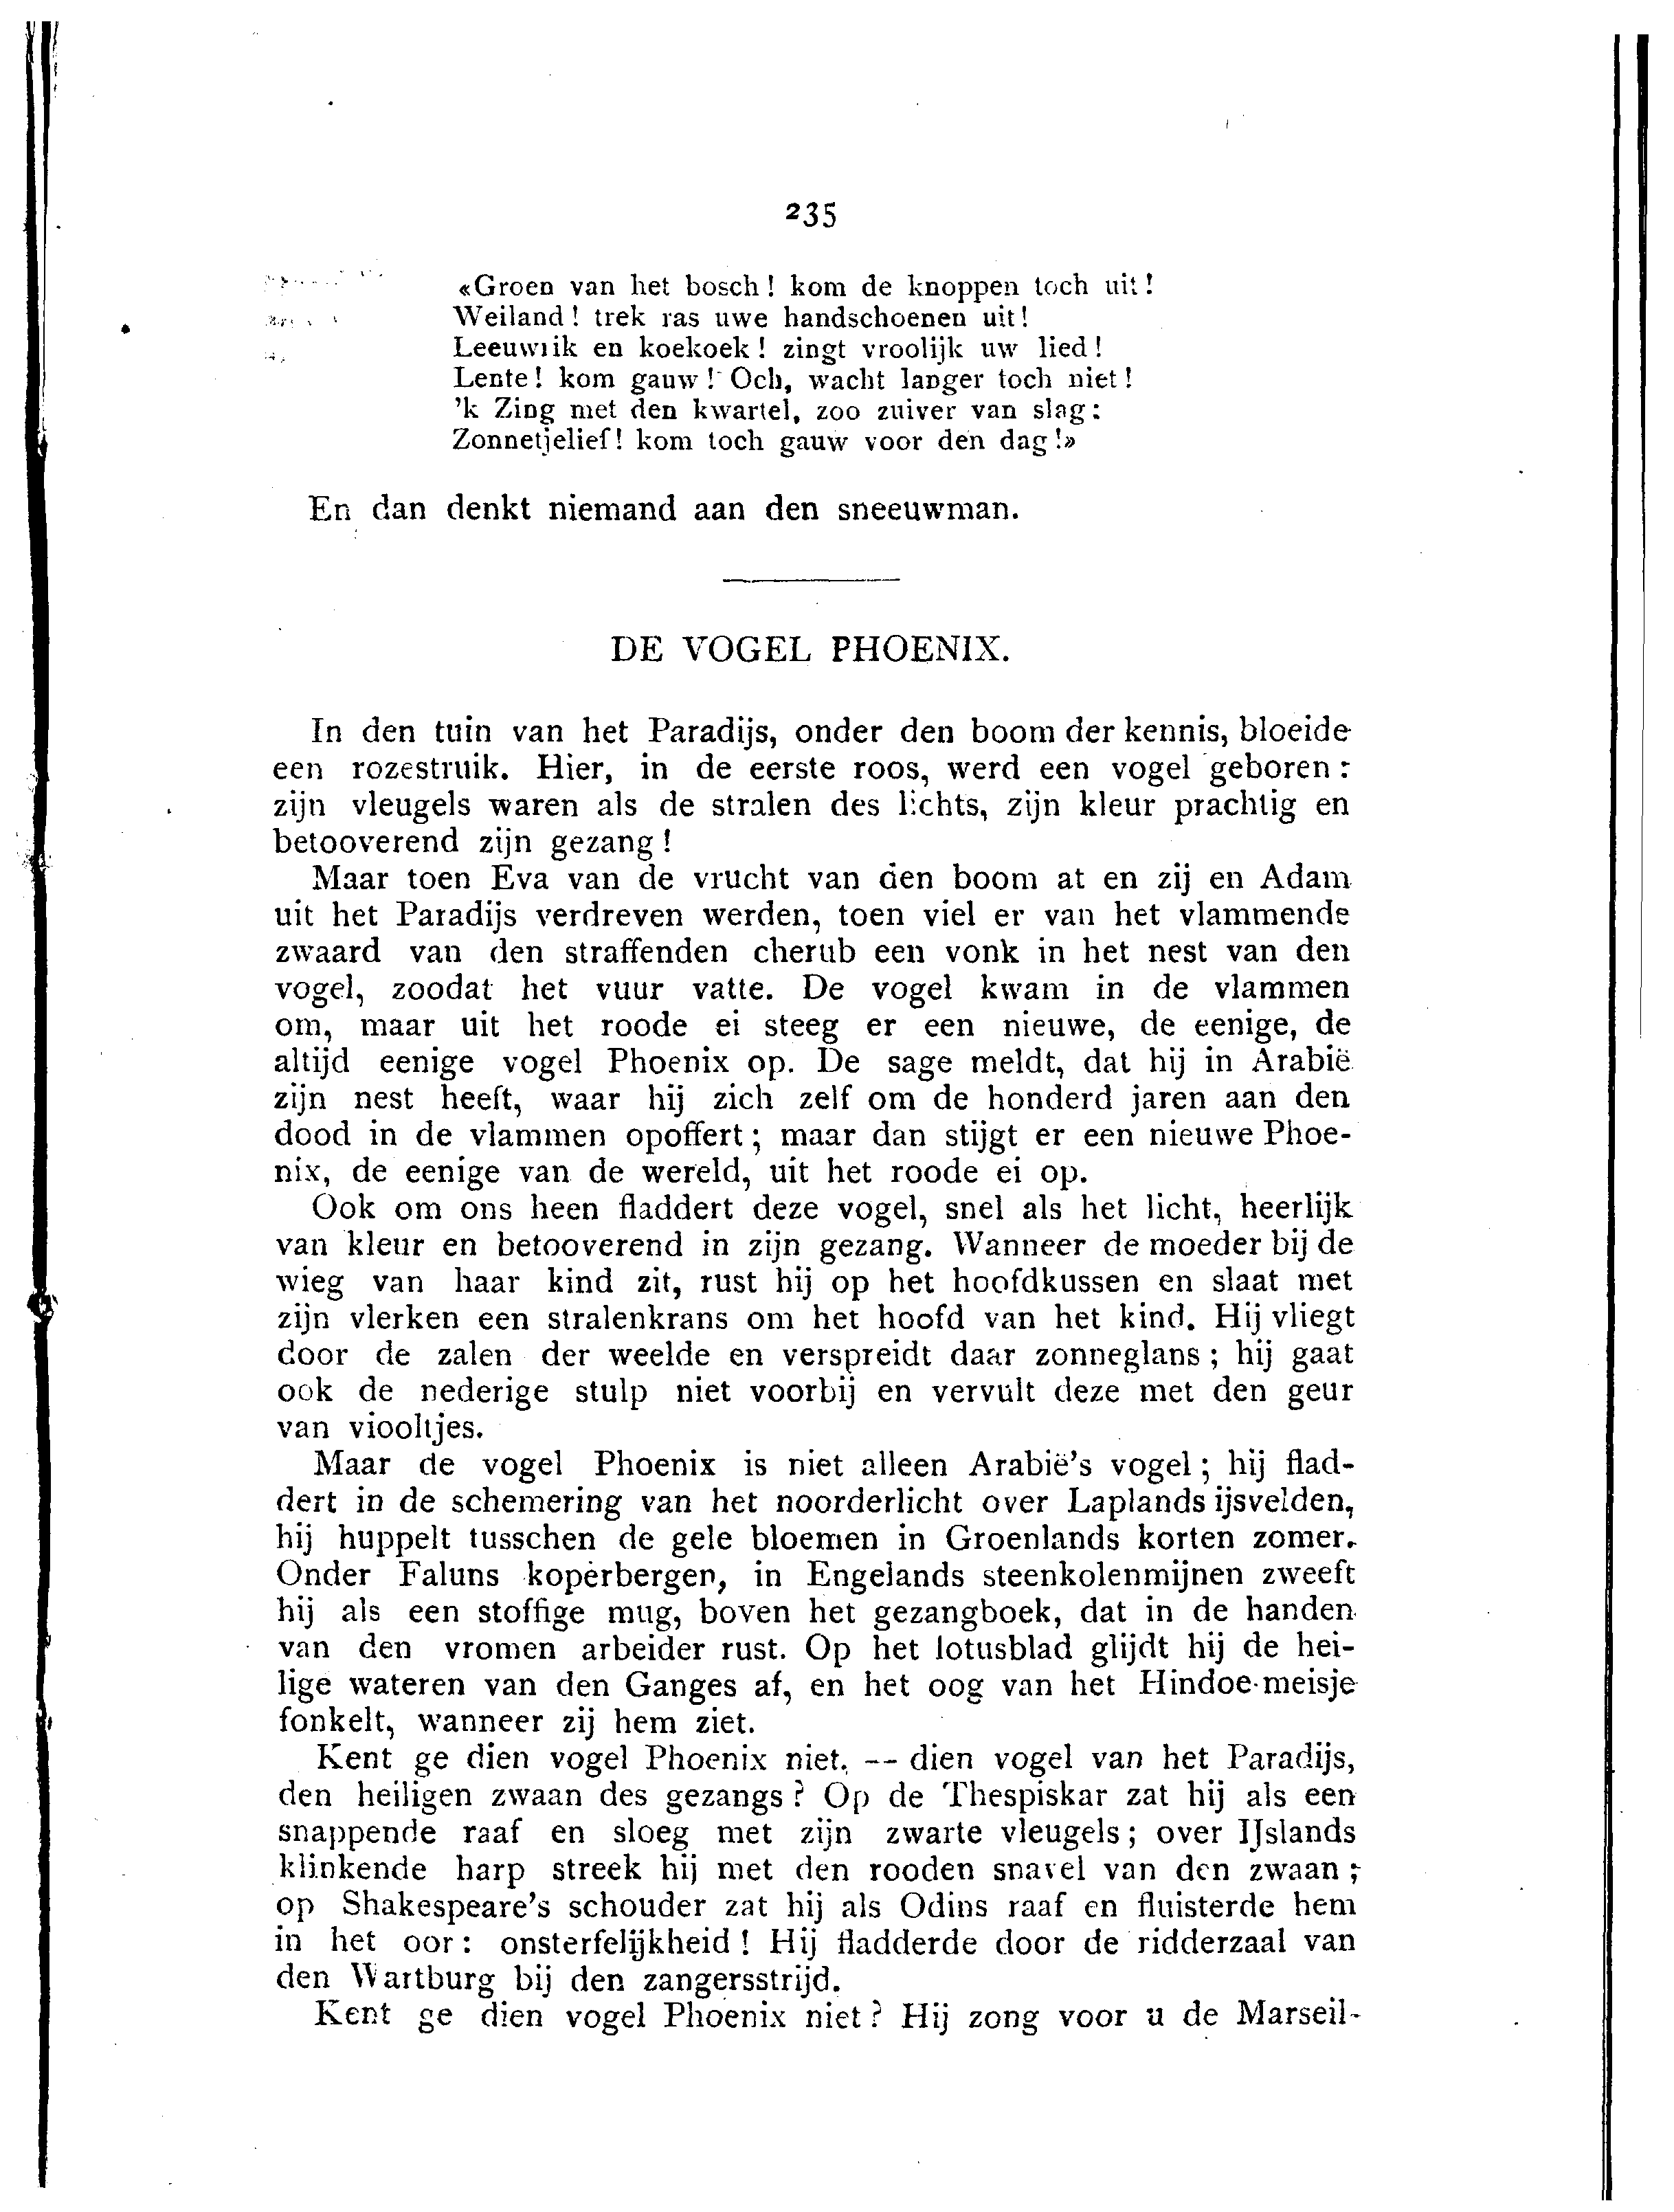 235
«Groen van het bosch! kom de knoppen toch uit!
Weiland! trek ras uwe handschoenen uit!
Leeuwrik en koekoek! zingt vroolijk uw lied!
Lente! kom gauw! Och, wacht langer toch niet!
'k Zing met den kwartel, zoo zuiver van slag:
Zonnetjelief! kom toch gauw voor den dag!»
En dan denkt niemand aan den sneeuwman.
DE VOGEL PHOENIX.
In den tuin van het Paradijs, onder den boom der kennis, bloeide
een rozestruik. Hier, in de eerste roos, werd een vogel geboren:
zijn vleugels waren als de stralen des lichts, zijn kleur prachtig en
betooverend zijn gezang!
Maar toen Eva van de vrucht van den boom at en zij en Adam
uit het Paradijs verdreven werden, toen viel er van het vlammende
zwaard van den straffenden cherub een vonk in het nest van den
vogel, zoodat het vuur vatte. De vogel kwam in de vlammen
om, maar uit het roode ei steeg er een nieuwe, de eenige, de
altijd eenige vogel Phoenix op. De sage meldt, dat hij in Arabië
zijn nest heeft, waar hij zich zelf om de honderd jaren aan den
dood in de vlammen opoffert; maar dan stijgt er een nieuwe Phoe-
nix, de eenige van de wereld, uit het roode ei op.
Ook om ons heen fladdert deze vogel, snel als het licht, heerlijk
van kleur en betooverend in zijn gezang. Wanneer de moeder bij de
wieg van haar kind zit, rust hij op het hoofdkussen en slaat met
zijn vlerken een stralenkrans om het hoofd van het kind. Hij vliegt
door de zalen der weelde en verspreidt daar zonneglans; hij gaat
ook de nederige stulp niet voorbij en vervult deze met den geur
van viooltjes.
Maar de vogel Phoenix is niet alleen Arabië's vogel; hij flad-
dert in de schemering van het noorderlicht over Laplands ijsvelden,
hij huppelt tusschen de gele bloemen in Groenlands korten zomer.
Onder Faluns koperbergen, in Engelands steenkolenmijnen zweeft
hij als een stoffige mug, boven het gezangboek, dat in de handen
van den vromen arbeider rust. Op het lotusblad glijdt hij de hei-
lige wateren van den Ganges af, en het oog van het Hindoe-meisje
fonkelt, wanneer zij hem ziet.
Kent ge dien vogel Phoenix niet, -- dien vogel van het Paradijs,
den heiligen zwaan des gezangs? Op de Thespiskar zat hij als een
snappende raaf en sloeg met zijn zwarte vleugels; over IJslands
klinkende harp streek hij met den rooden snavel van den zwaan;
op Shakespeare's schouder zat hij als Odins raaf en fluisterde hem
in het oor: onsterfelijkheid! Hij fladderde door de ridderzaal van
den Wartburg bij den zangersstrijd.
Kent ge dien vogel Phoenix niet? Hij zong voor u de Marseil-